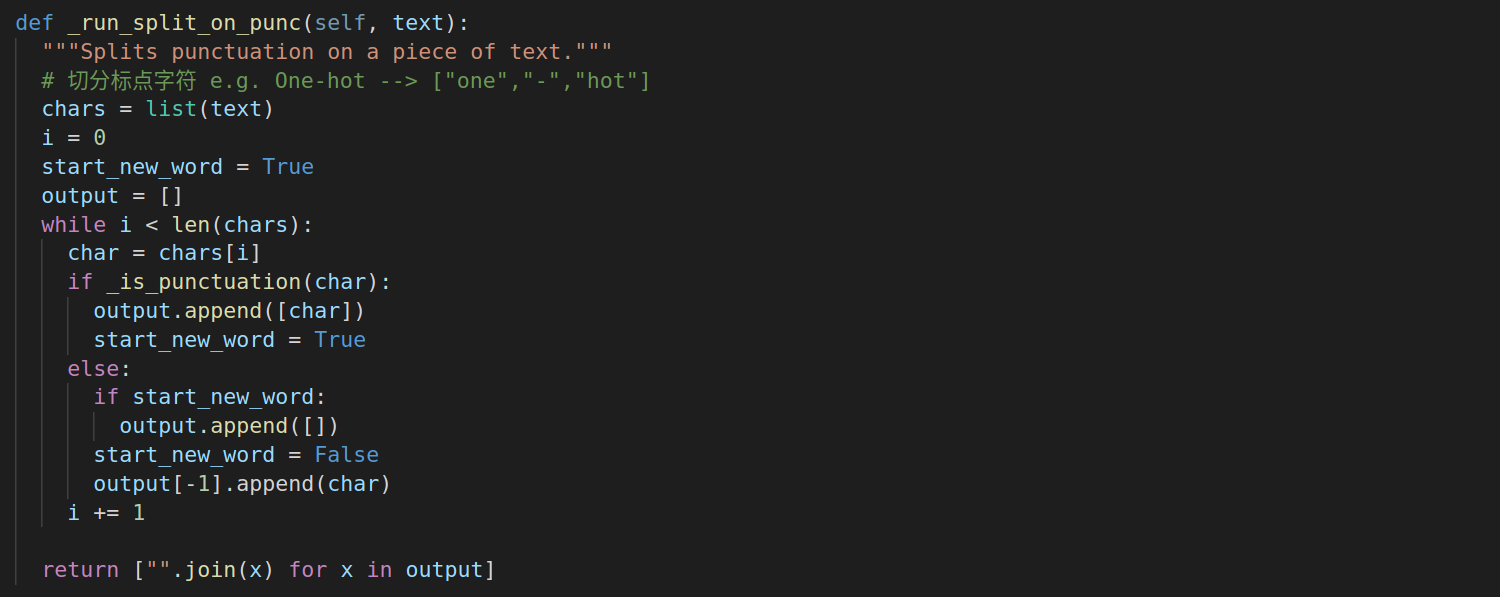 def _run_split_on_punc(self, text):
  """Splits punctuation on a piece of text."""
  # 切分标点字符 e.g. One-hot --> ["one","-","hot"]
  chars = list(text)
  i = 0
  start_new_word = True
  output = []
  while i < len(chars):
    char = chars[i]
    if _is_punctuation(char):
      output.append([char])
      start_new_word = True
    else:
      if start_new_word:
        output.append([])
      start_new_word = False
      output[-1].append(char)
    i += 1

  return ["".join(x) for x in output]